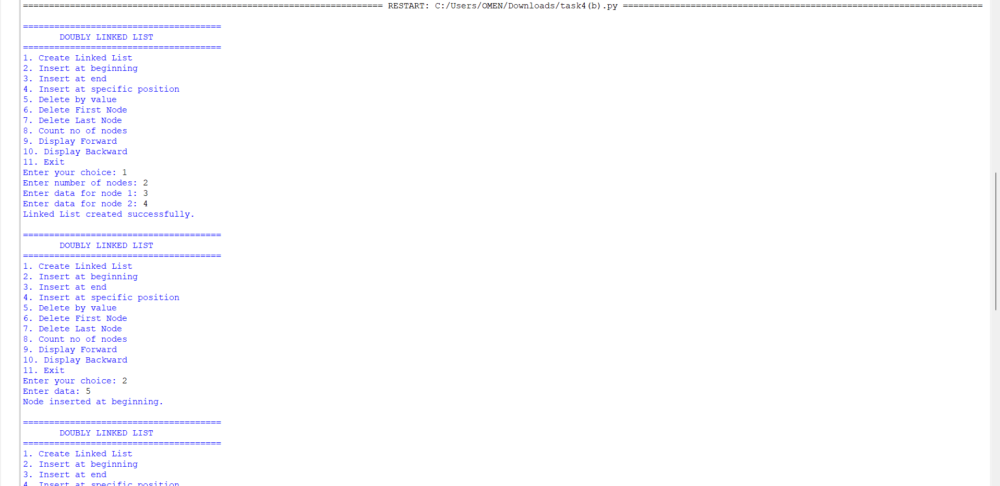 ===================================================================== RESTART: C:/Users/OMEN/Downloads/task4(b).py =====================================================================
======================================
DOUBLY LINKED LIST
======================================
1. Create Linked List
2. Insert at beginning
3. Insert at end
4. Insert at specific position
5. Delete by value
6. Delete First Node
7. Delete Last Node
8. Count no of nodes
9. Display Forward
10. Display Backward
11. Exit
Enter your choice: 1
Enter number of nodes: 2
Enter data for node 1: 3
Enter data for node 2: 4
Linked List created successfully.
======================================
DOUBLY LINKED LIST
======================================
1. Create Linked List
2. Insert at beginning
3. Insert at end
4. Insert at specific position
5. Delete by value
6. Delete First Node
7. Delete Last Node
8. Count no of nodes
9. Display Forward
10. Display Backward
11. Exit
Enter your choice: 2
Enter data: 5
Node inserted at beginning.
======================================
DOUBLY LINKED LIST
======================================
1. Create Linked List
2. Insert at beginning
3. Insert at end
4. Insert at specific position